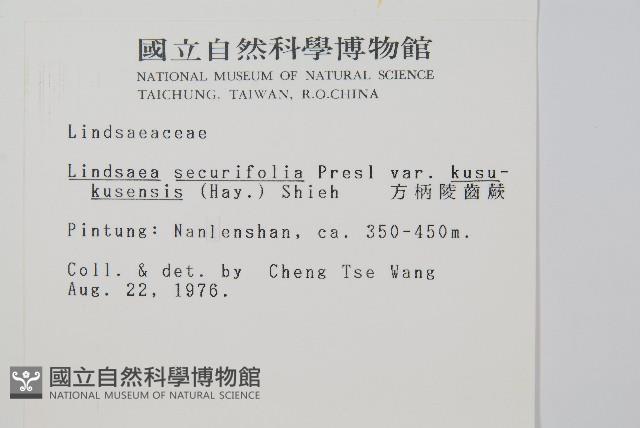 國立自然科學博物館
NATIONAL MUSEUM OF NATURAL SCIENCE
TAICHUNG, TAIWAN, R.O.CHINA
Lindsaeaceae
Lindsaea securifolia Presl var. kusu-
kusensis (Hay.) Shieh 方柄陵齒蕨
Pintung: Nanlenshan, ca. 350-450m.
Coll. & det. by Cheng Tse Wang
Aug. 22, 1976.
國立自然科學博物館
NATIONAL MUSEUM OF NATURAL SCIENCE